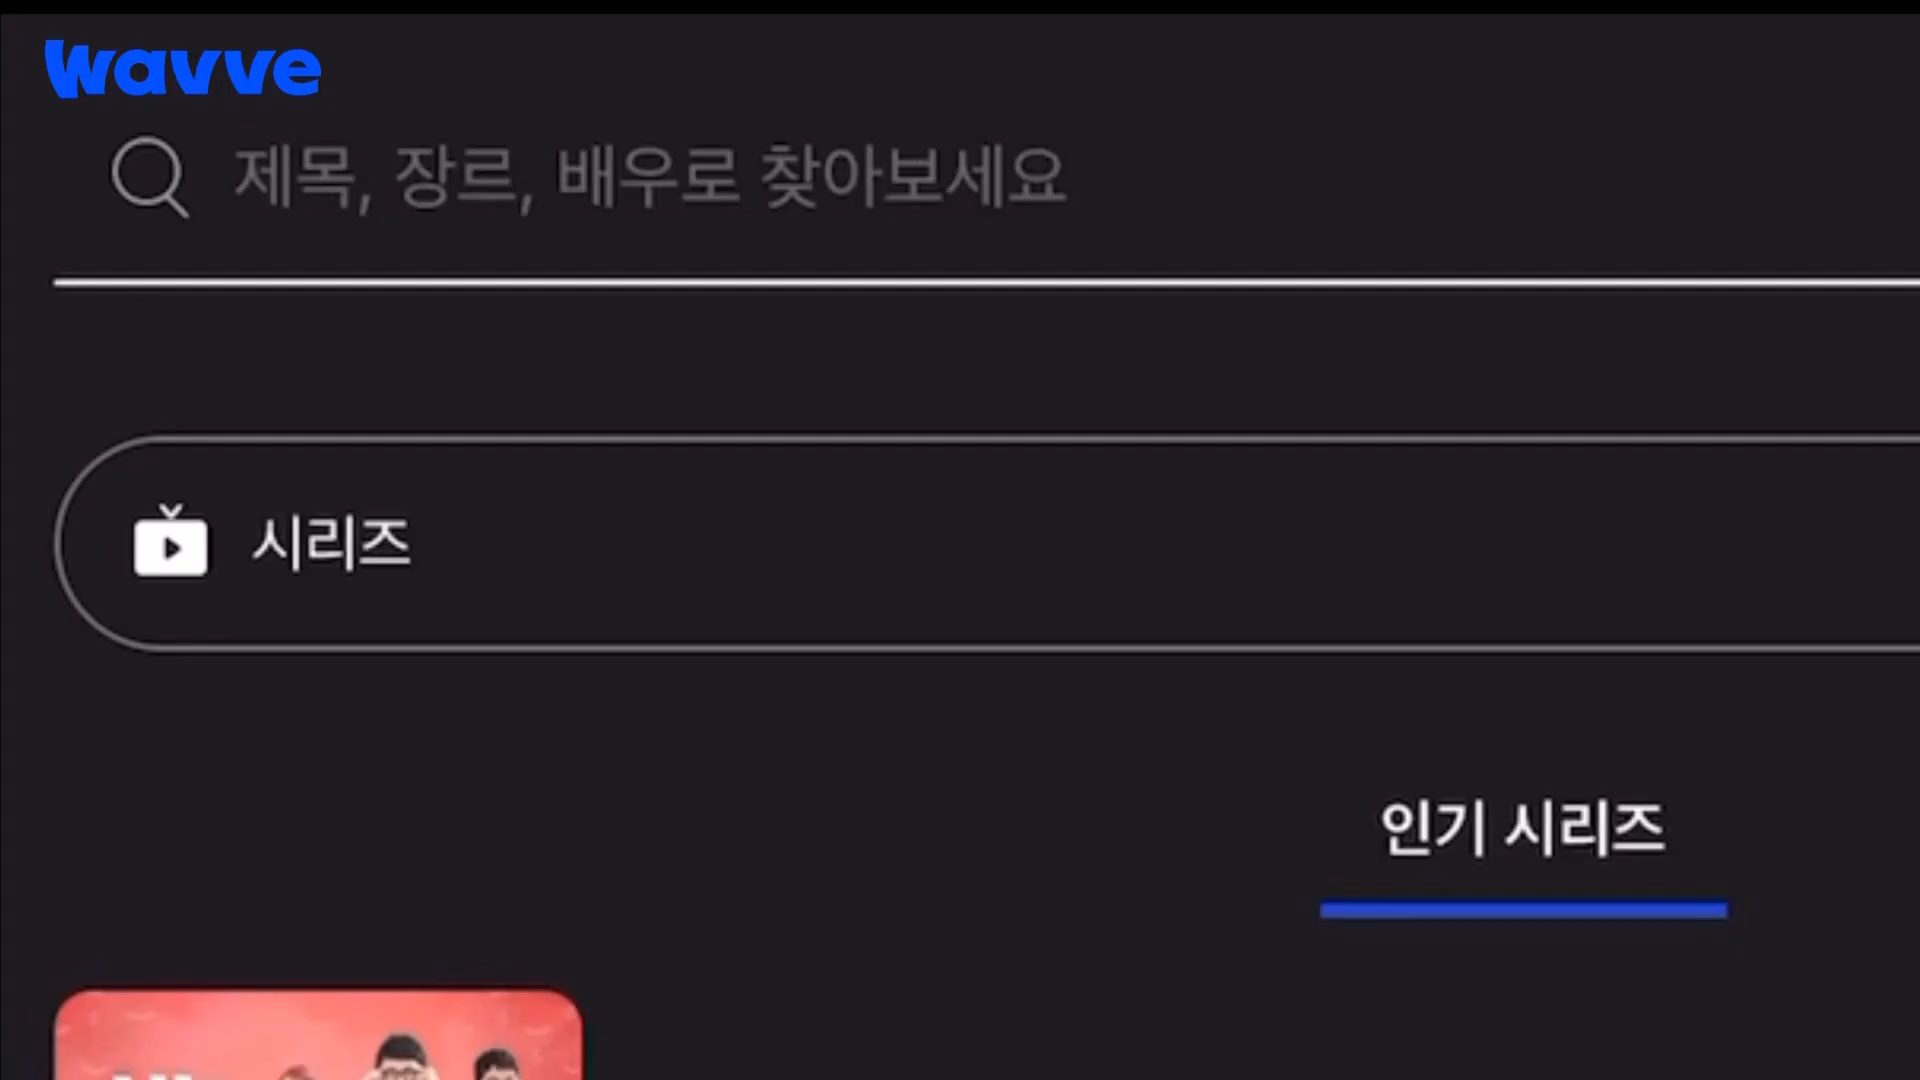 wavve
제목, 장르, 배우로 찾아보세요
시리즈
인기 시리즈